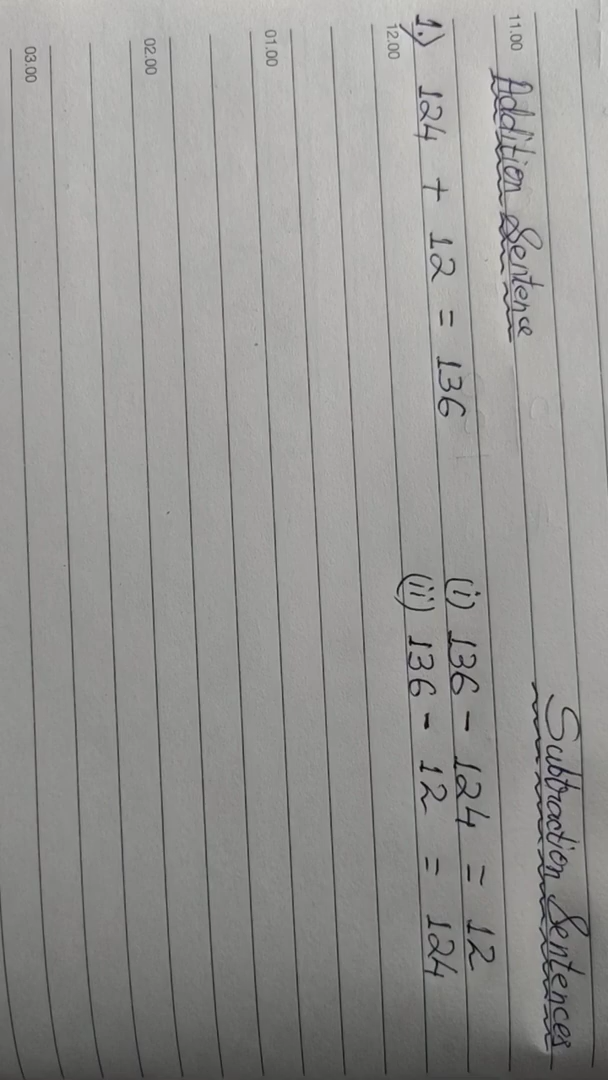 11.00
Addition Sentence Subtraction Sentences
12.00
1.) 124 + 12 = 136 (i) 136 - 124 = 12
(ii) 136 - 12 = 124
01.00
02.00
03.00